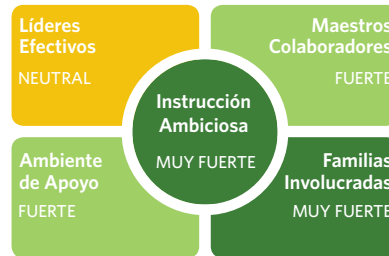 Líderes
Efectivos
NEUTRAL
Maestros
Colaboradores
FUERTE
Instrucción
Ambiciosa
MUY FUERTE
Ambiente
de Apoyo
FUERTE
Familias
Involucradas
MUY FUERTE